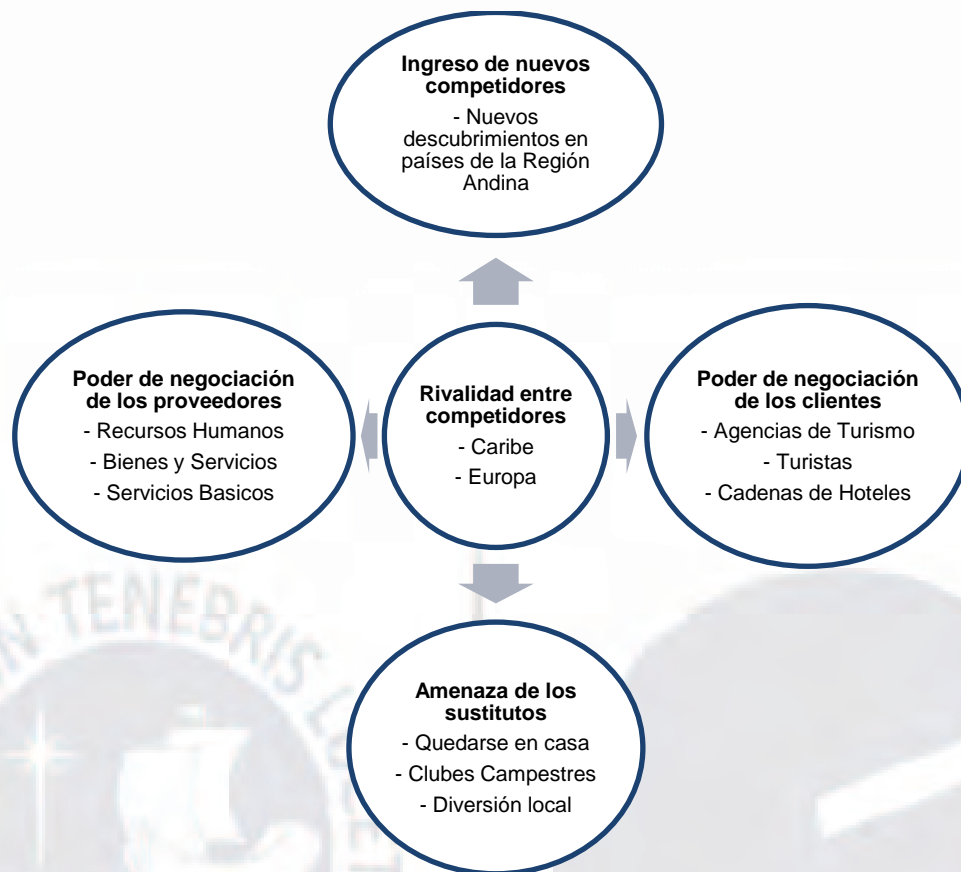 Ingreso de nuevos
competidores
- Nuevos
descubrimientos en
países de la Región
Andina
Poder de negociación
de los proveedores
- Recursos Humanos
- Bienes y Servicios
- Servicios Basicos
Rivalidad entre
competidores
- Caribe
- Europa
Poder de negociación
de los clientes
- Agencias de Turismo
- Turistas
- Cadenas de Hoteles
Amenaza de los
sustitutos
- Quedarse en casa
- Clubes Campestres
- Diversión local
TENEBRIS